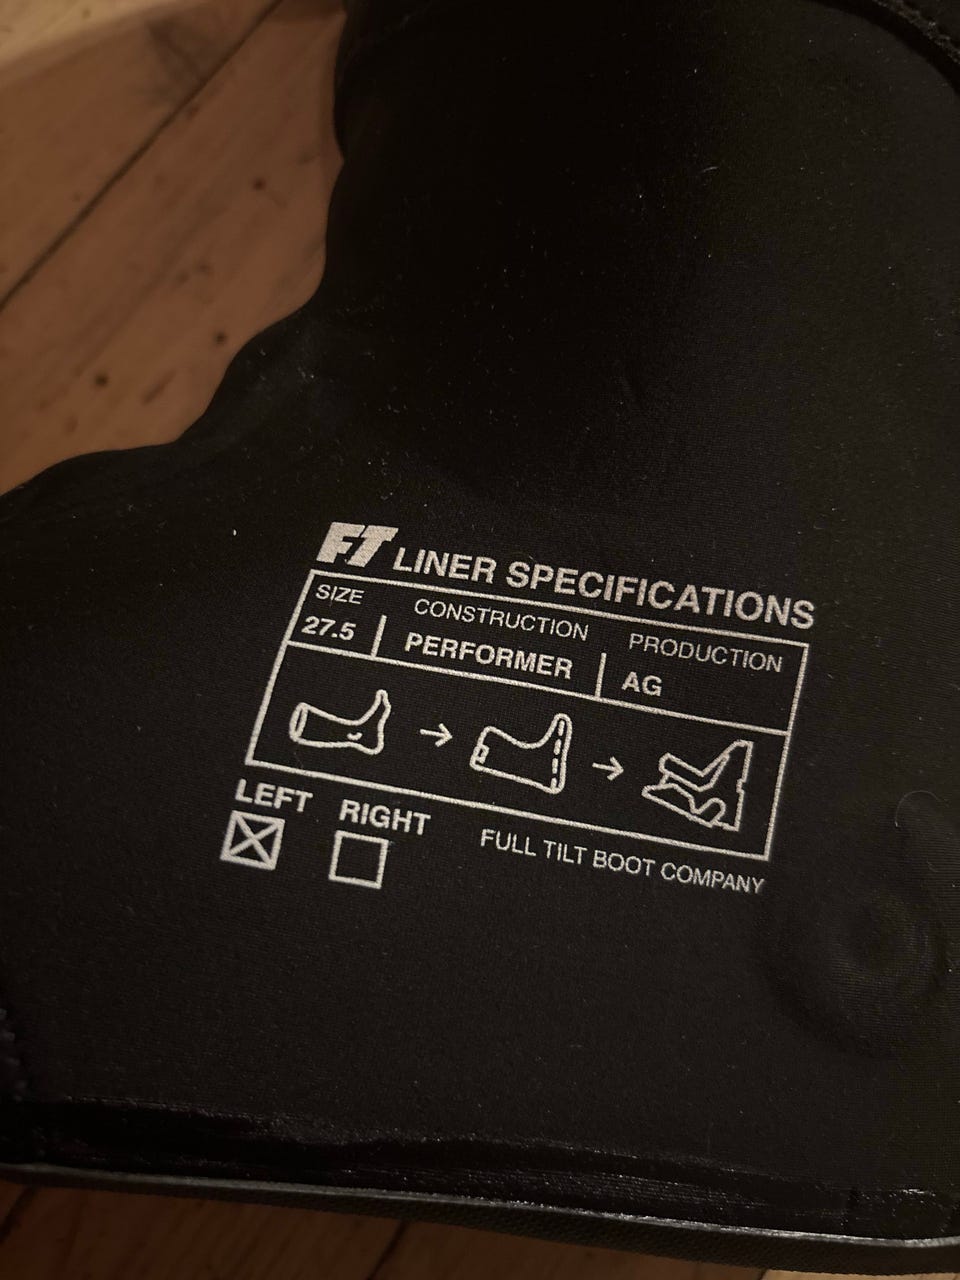 FT LINER SPECIFICATIONS
SIZE CONSTRUCTION PRODUCTION
27.5 PERFORMER AG
LEFT RIGHT
FULL TILT BOOT COMPANY